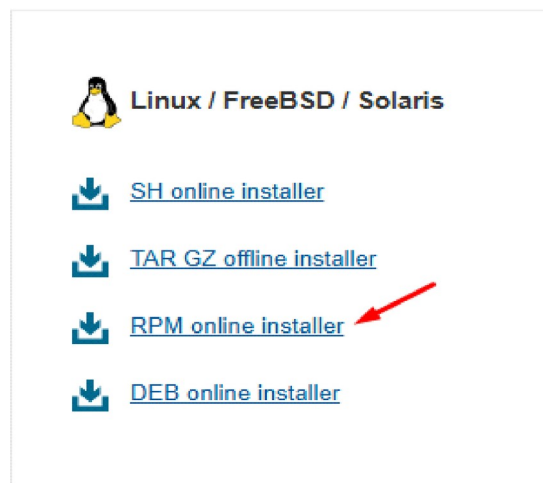 Linux / FreeBSD / Solaris
SH online installer
TAR GZ offline installer
RPM online installer
DEB online installer